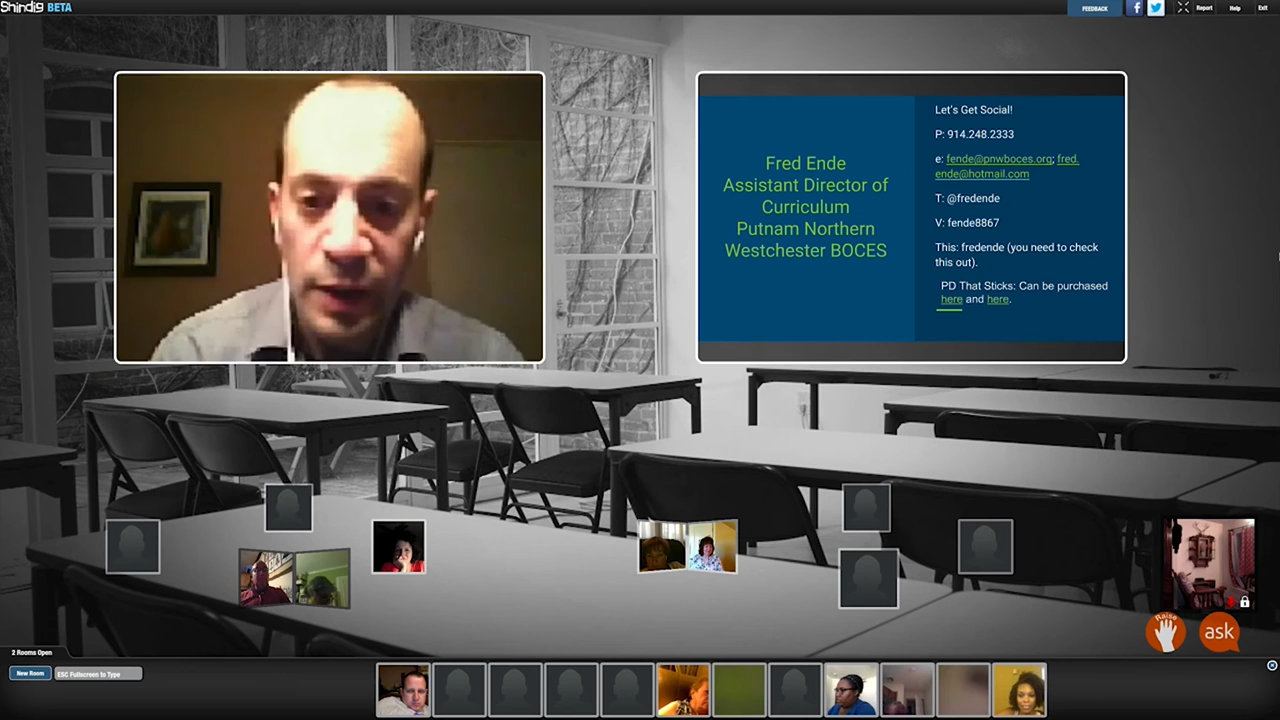 Shindig BETA
FEEDBACK
Report
Help
Exit
Fred Ende
Assistant Director of
Curriculum
Putnam Northern
Westchester BOCES
Let's Get Social!
P: 914.248.2333
e: fende@pnwboces.org; fred.
ende@hotmail.com
T: @fredende
V: fende8867
This: fredende (you need to check
this out).
PD That Sticks: Can be purchased
here and here.
Raise
ask
2 Rooms Open
New Room
ESC Fullscreen to Type